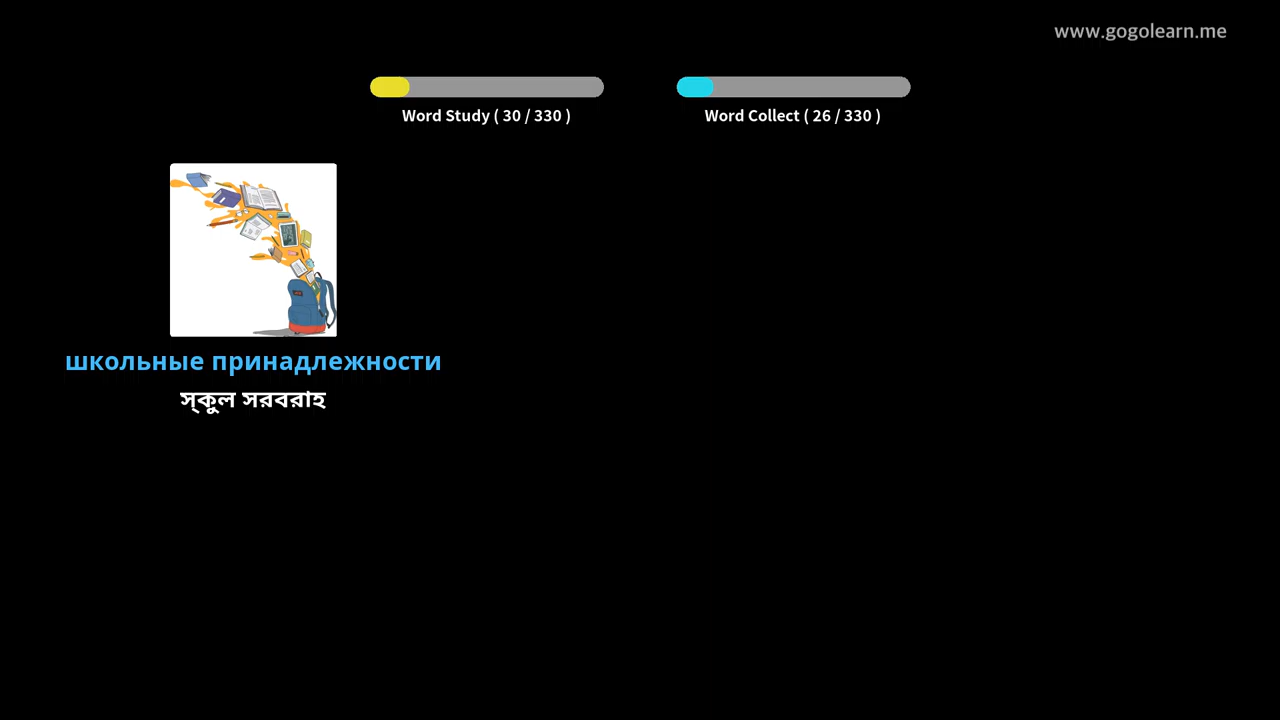 www.gogolearn.me
Word Study ( 30 / 330 )
Word Collect ( 26 / 330 )
школьные принадлежности
স্কুল সরবরাহ